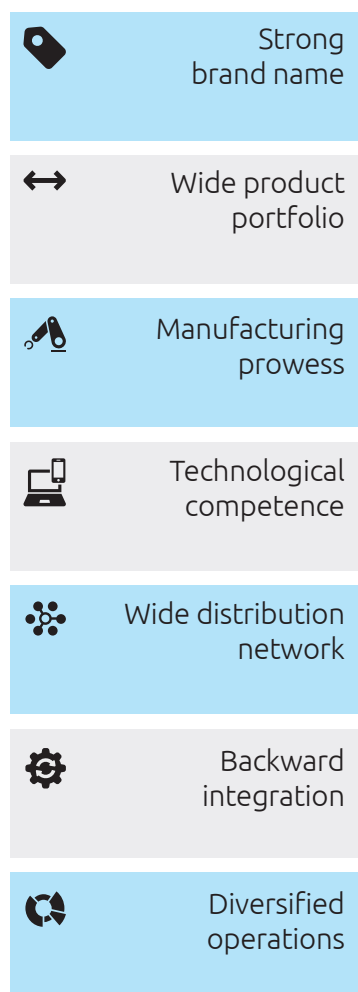 Strong
brand name
Wide product
portfolio
Manufacturing
prowess
Technological
competence
Wide distribution
network
Backward
integration
Diversified
operations